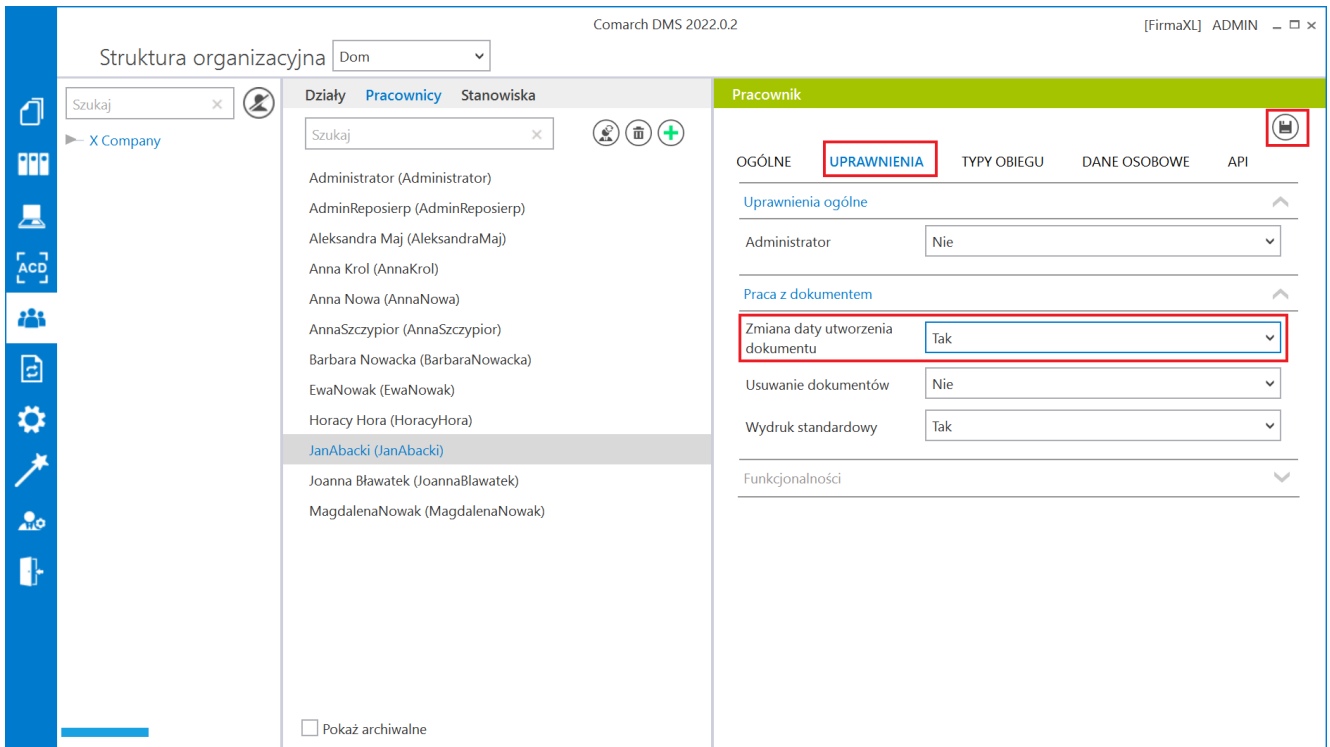 Comarch DMS 2022.0.2
[FirmaXL] ADMIN
Struktura organizacyjna Dom
Szukaj
X Company
ACD
Działy Pracownicy Stanowiska
Szukaj
Administrator (Administrator)
AdminReposierp (AdminReposierp)
Aleksandra Maj (AleksandraMaj)
Anna Krol (AnnaKrol)
Anna Nowa (AnnaNowa)
AnnaSzczypior (AnnaSzczypior)
Barbara Nowacka (BarbaraNowacka)
EwaNowak (EwaNowak)
Horacy Hora (HoracyHora)
JanAbacki (JanAbacki)
Joanna Bławatek (JoannaBlawatek)
MagdalenaNowak (MagdalenaNowak)
Pokaż archiwalne
Pracownik
OGÓLNE UPRAWNIENIA TYPY OBIEGU DANE OSOBOWE API
Uprawnienia ogólne
Administrator Nie
Praca z dokumentem
Zmiana daty utworzenia
dokumentu Tak
Usuwanie dokumentów Nie
Wydruk standardowy Tak
Funkcjonalności